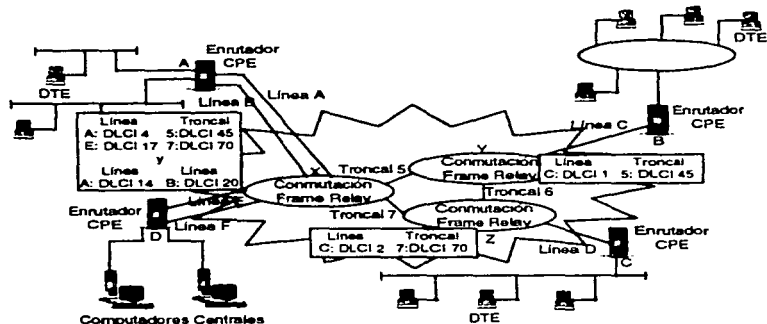 Enrutador
CPE
A
DTE
Línea A
Línea B
Línea Troncal
A: DLCI 4 5:DLCI 45
E: DLCI 17 7:DLCI 70
y
Línea Línea
A: DLCI 14 B: DLCI 20
X
Conmutación
Frame Relay
Troncal 5
Troncal 7
Y
Conmutación
Frame Relay
Troncal 6
Conmutación
Frame Relay
Z
Línea C
Línea Troncal
C: DLCI 1 5: DLCI 45
DTE
Enrutador
CPE
B
Enrutador
CPE
D
Línea F
Línea Troncal
C: DLCI 2 7:DLCI 70
Línea D
Enrutador
CPE
C
DTE
Computadores Centrales